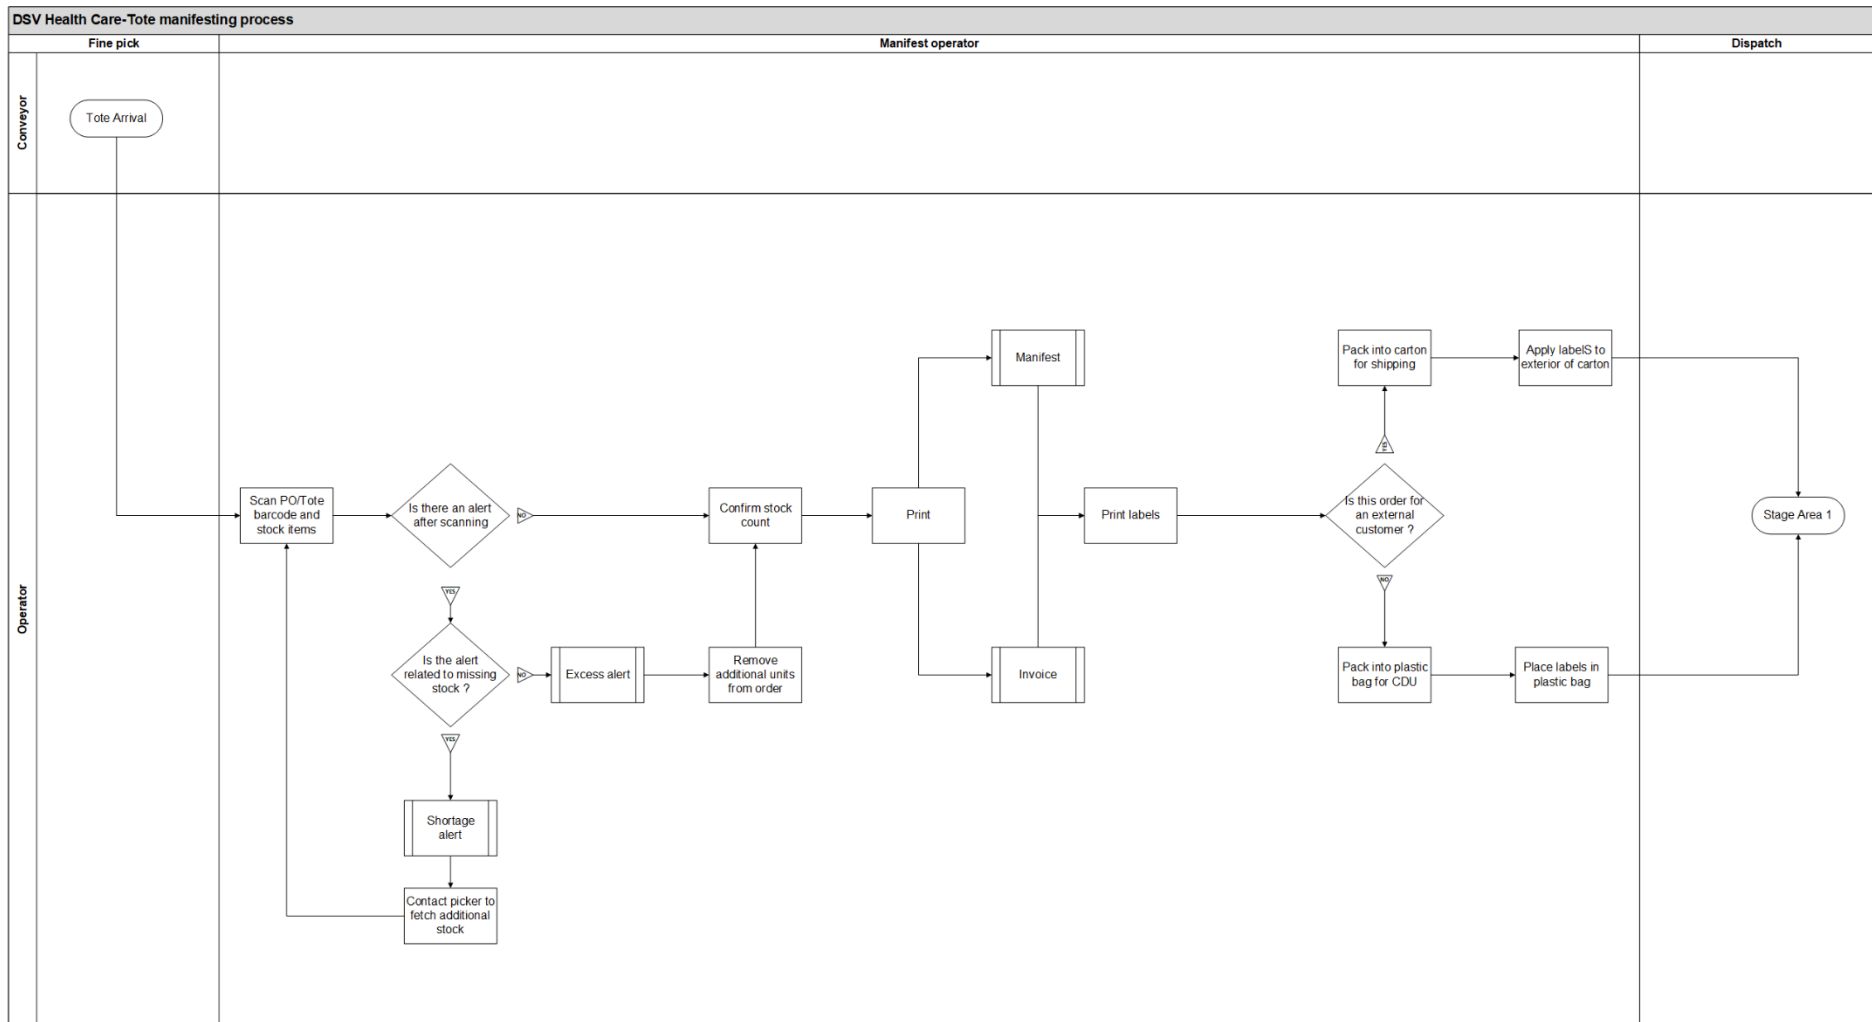 DSV Health Care-Tote manifesting process
Fine pick
Manifest operator
Dispatch
Conveyor
Tote Arrival
Operator
Scan PO/Tote
barcode and
stock items
Is there an alert
after scanning
NO
Confirm stock
count
Print
Manifest
Invoice
Print labels
Is this order for
an external
customer ?
YES
Pack into carton
for shipping
Apply labelS to
exterior of carton
NO
Pack into plastic
bag for CDU
Place labels in
plastic bag
Stage Area 1
YES
Is the alert
related to missing
stock ?
NO
Excess alert
Remove
additional units
from order
YES
Shortage
alert
Contact picker to
fetch additional
stock